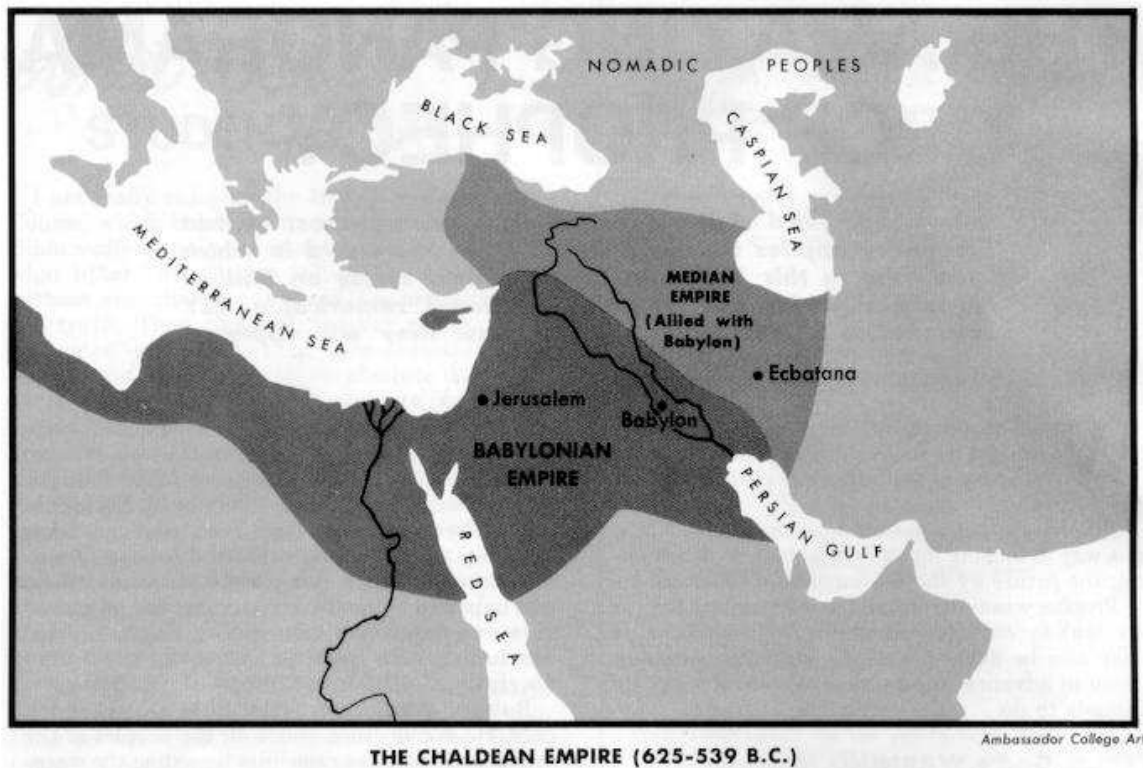 NOMADIC PEOPLES
BLACK SEA
CASPIAN SEA
MEDITERRANEAN SEA
MEDIAN
EMPIRE
(Allied with
Babylon)
Ecbatana
Jerusalem
Babylon
BABYLONIAN
EMPIRE
PERSIAN GULF
RED SEA
Ambassador College Art
THE CHALDEAN EMPIRE (625-539 B.C.)